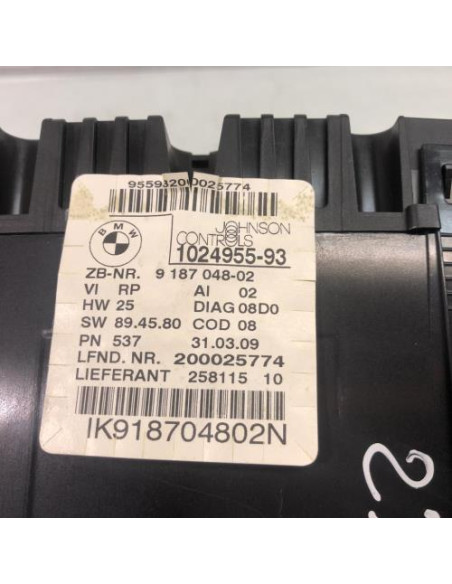 9559320 0025774
BMW
JOHNSON
CONTROLS
1024955-93
ZB-NR. 9 187 048-02
VI RP AI 02
HW 25 DIAG 08D0
SW 89.45.80 COD 08
PN 537 31.03.09
LFND. NR. 200025774
LIEFERANT 258115 10
IK918704802N